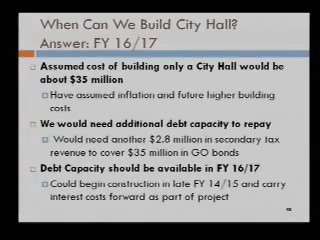 When Can We Build City Hall?
Answer: FY 16/17
Assumed cost of building only a City Hall would be
about $35 million
Have assumed inflation and future higher building
costs
We would need additional debt capacity to repay
Would need another $2.8 million in secondary tax
revenue to cover $35 million in GO bonds
Debt Capacity should be available in FY 16/17
Could begin construction in late FY 14/15 and carry
interest costs forward as part of project